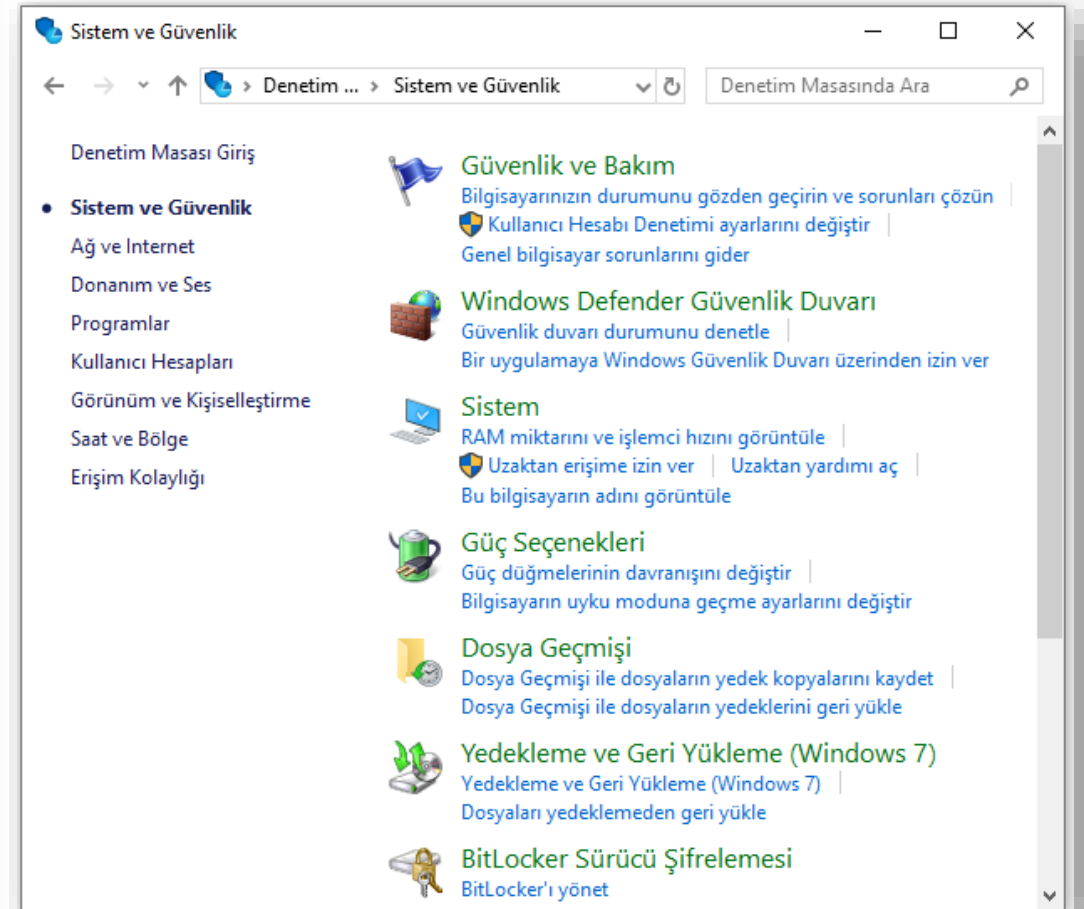 Sistem ve Güvenlik
Denetim ... > Sistem ve Güvenlik
Denetim Masasında Ara
Denetim Masası Giriş
Sistem ve Güvenlik
Ağ ve Internet
Donanım ve Ses
Programlar
Kullanıcı Hesapları
Görünüm ve Kişiselleştirme
Saat ve Bölge
Erişim Kolaylığı
Güvenlik ve Bakım
Bilgisayarınızın durumunu gözden geçirin ve sorunları çözün
Kullanıcı Hesabı Denetimi ayarlarını değiştir
Genel bilgisayar sorunlarını gider
Windows Defender Güvenlik Duvarı
Güvenlik duvarı durumunu denetle
Bir uygulamaya Windows Güvenlik Duvarı üzerinden izin ver
Sistem
RAM miktarını ve işlemci hızını görüntüle
Uzaktan erişime izin ver | Uzaktan yardımı aç
Bu bilgisayarın adını görüntüle
Güç Seçenekleri
Güç düğmelerinin davranışını değiştir
Bilgisayarın uyku moduna geçme ayarlarını değiştir
Dosya Geçmişi
Dosya Geçmişi ile dosyaların yedek kopyalarını kaydet
Dosya Geçmişi ile dosyaların yedeklerini geri yükle
Yedekleme ve Geri Yükleme (Windows 7)
Yedekleme ve Geri Yükleme (Windows 7)
Dosyaları yedeklemeden geri yükle
BitLocker Sürücü Şifrelemesi
BitLocker'ı yönet